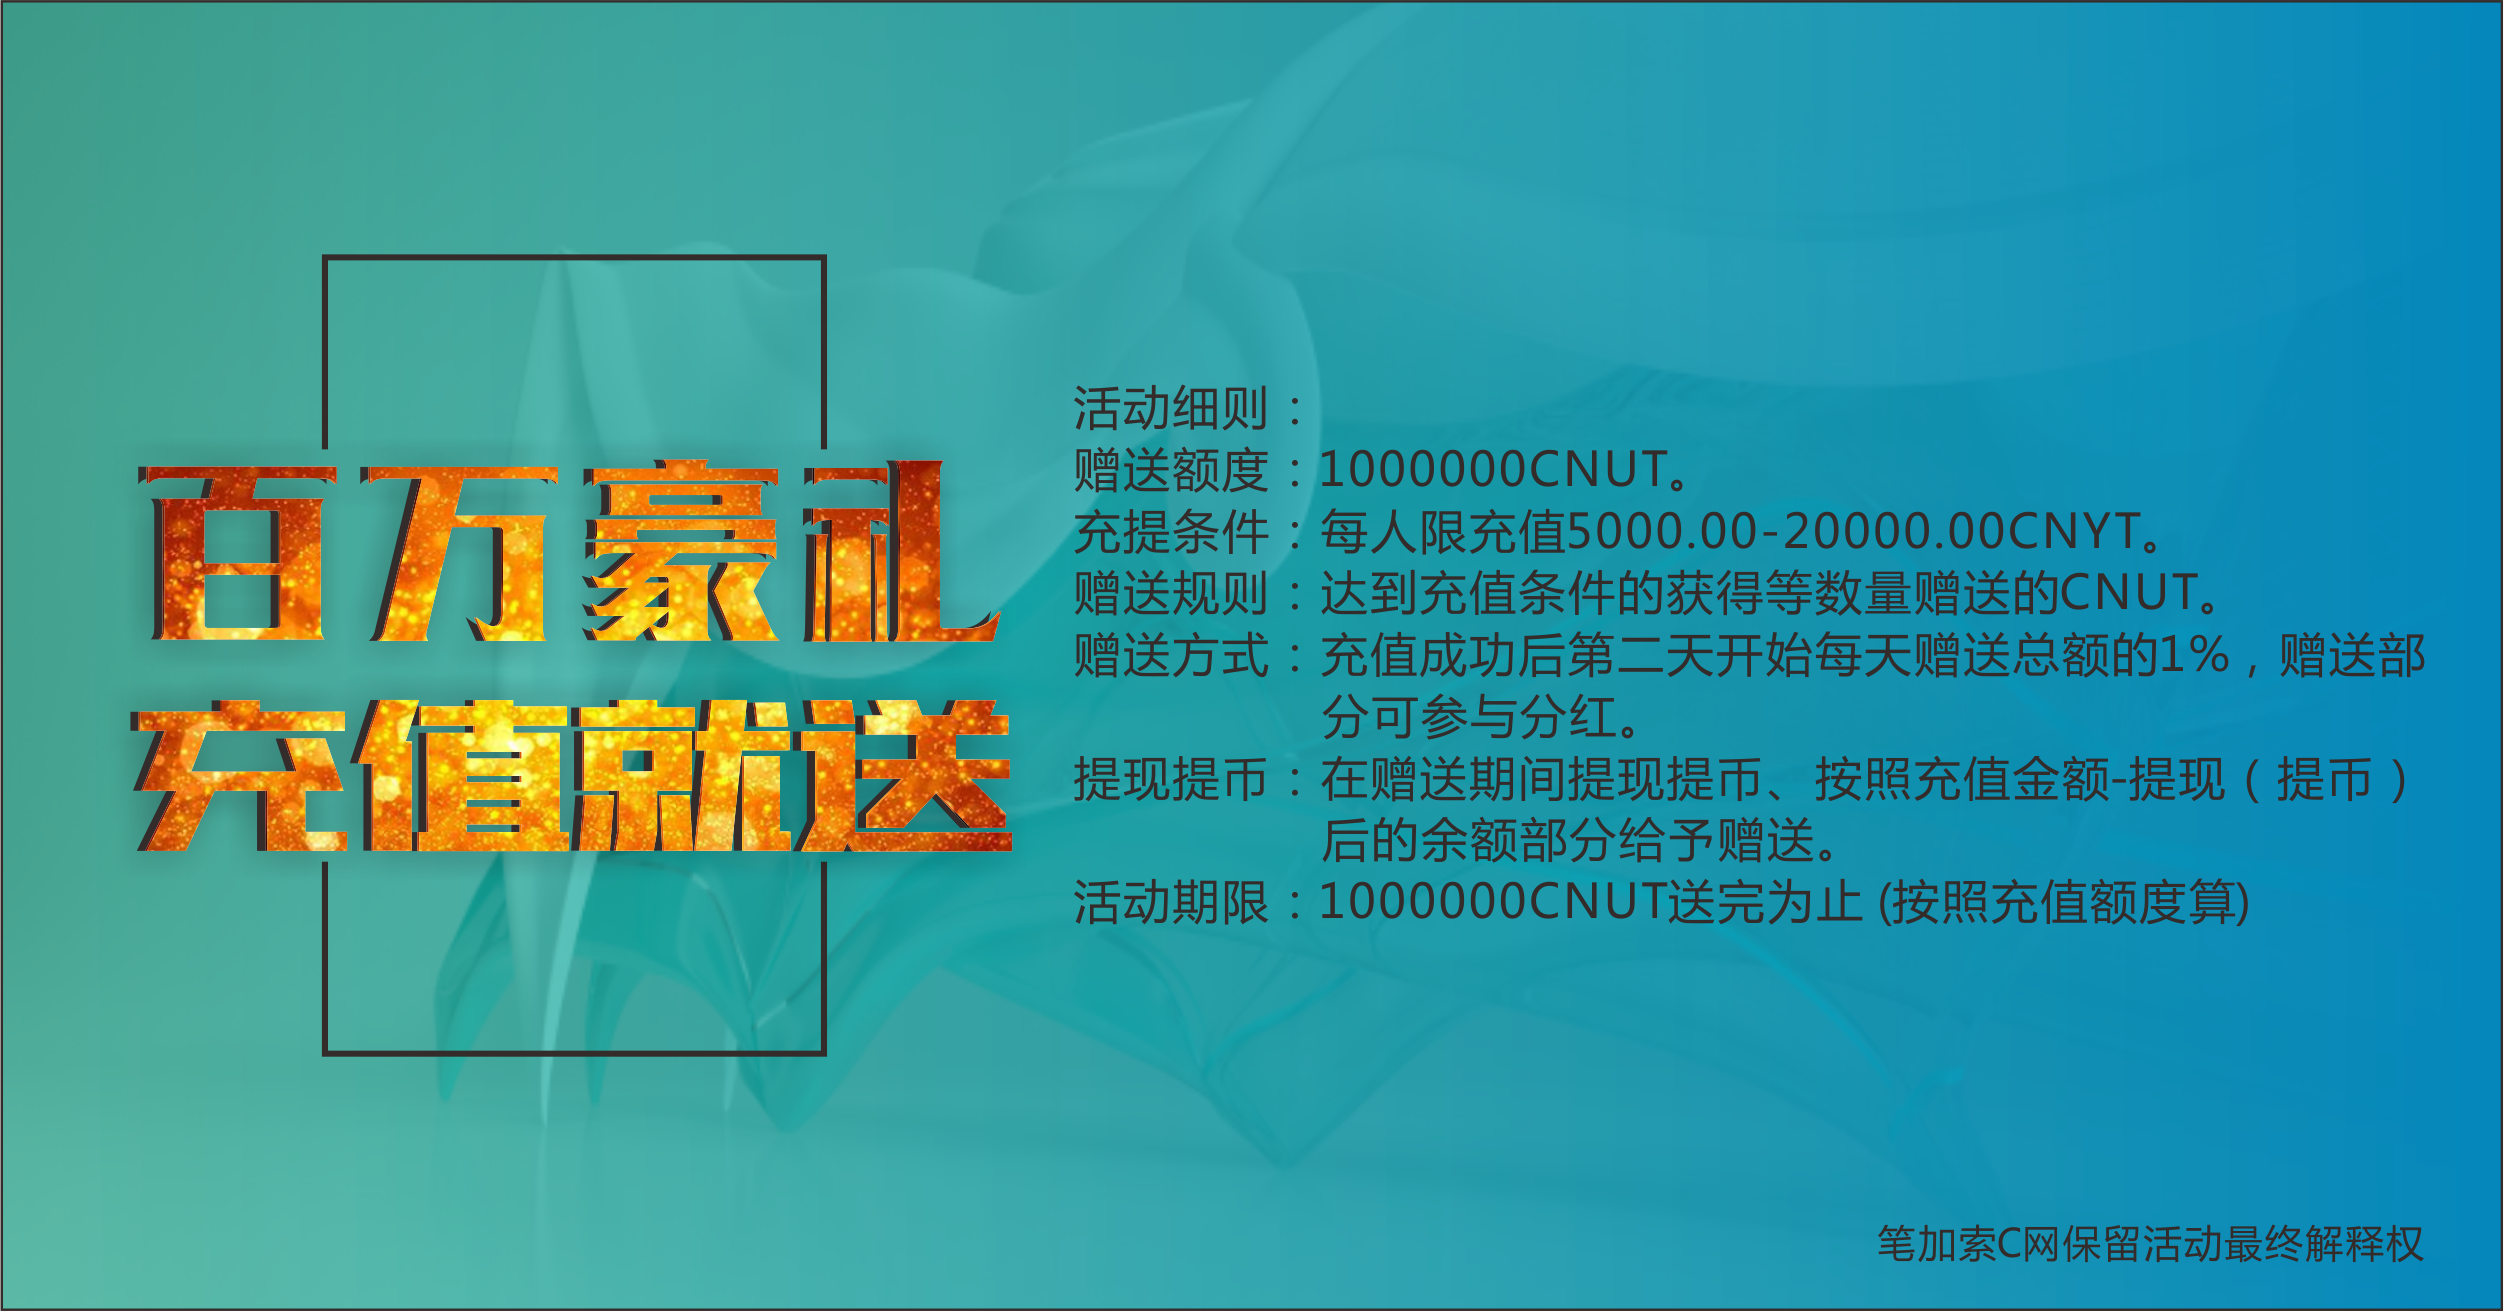 百万豪礼
充值就送
活动细则：
赠送额度：1000000CNUT。
充提条件：每人限充值5000.00-20000.00CNYT。
赠送规则：达到充值条件的获得等数量赠送的CNUT。
赠送方式：充值成功后第二天开始每天赠送总额的1%，赠送部
分可参与分红。
提现提币：在赠送期间提现提币、按照充值金额-提现（提币）
后的余额部分给予赠送。
活动期限：1000000CNUT送完为止(按照充值额度算)
笔加索C网保留活动最终解释权